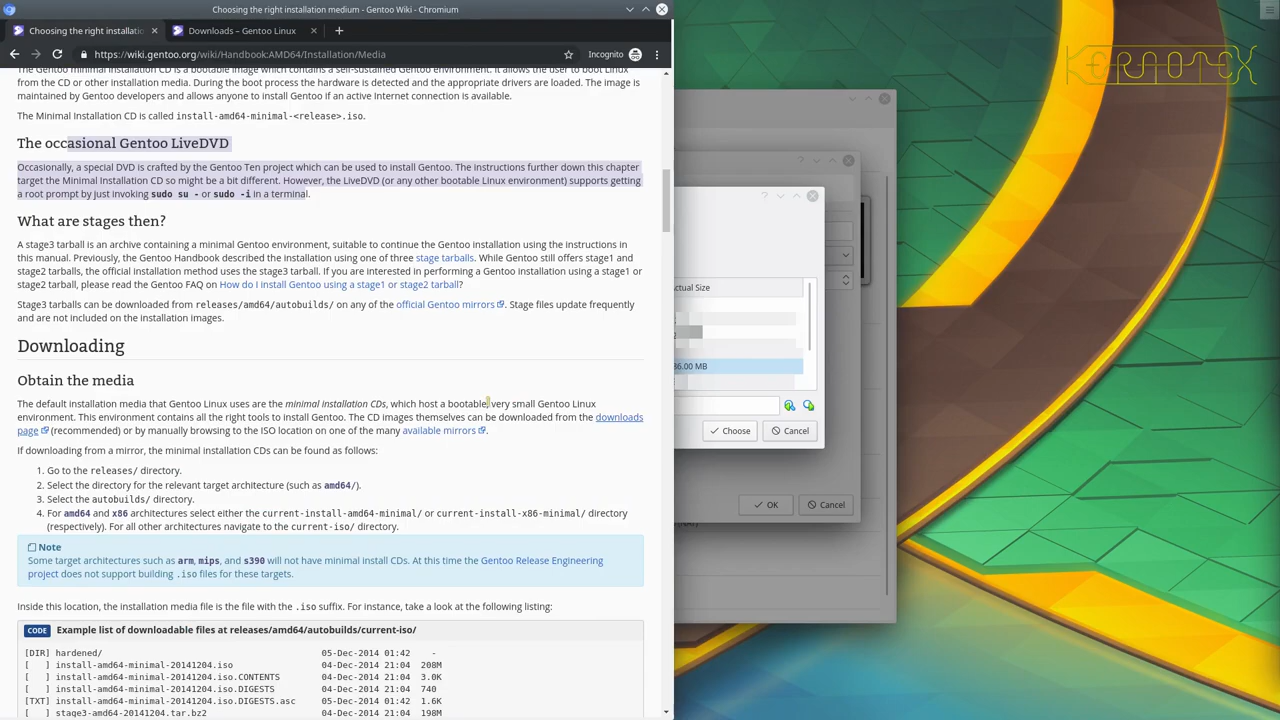 Choosing the right installation medium - Gentoo Wiki - Chromium
Choosing the right installatio
Downloads – Gentoo Linux
https://wiki.gentoo.org/wiki/Handbook:AMD64/Installation/Media
Incognito
The Gentoo minimal installation CD is a bootable image which contains a self-sustained Gentoo environment. It allows the user to boot Linux
from the CD or other installation media. During the boot process the hardware is detected and the appropriate drivers are loaded. The image is
maintained by Gentoo developers and allows anyone to install Gentoo if an active Internet connection is available.
The Minimal Installation CD is called install-amd64-minimal-<release>.iso.
The occasional Gentoo LiveDVD
Occasionally, a special DVD is crafted by the Gentoo Ten project which can be used to install Gentoo. The instructions further down this chapter
target the Minimal Installation CD so might be a bit different. However, the LiveDVD (or any other bootable Linux environment) supports getting
a root prompt by just invoking sudo su - or sudo -i in a terminal.
What are stages then?
A stage3 tarball is an archive containing a minimal Gentoo environment, suitable to continue the Gentoo installation using the instructions in
this manual. Previously, the Gentoo Handbook described the installation using one of three stage tarballs. While Gentoo still offers stage1 and
stage2 tarballs, the official installation method uses the stage3 tarball. If you are interested in performing a Gentoo installation using a stage1 or
stage2 tarball, please read the Gentoo FAQ on How do I install Gentoo using a stage1 or stage2 tarball?
Stage3 tarballs can be downloaded from releases/amd64/autobuilds/ on any of the official Gentoo mirrors. Stage files update frequently
and are not included on the installation images.
Downloading
Obtain the media
The default installation media that Gentoo Linux uses are the minimal installation CDs, which host a bootable, very small Gentoo Linux
environment. This environment contains all the right tools to install Gentoo. The CD images themselves can be downloaded from the downloads
page (recommended) or by manually browsing to the ISO location on one of the many available mirrors.
If downloading from a mirror, the minimal installation CDs can be found as follows:
1. Go to the releases/ directory.
2. Select the directory for the relevant target architecture (such as amd64/).
3. Select the autobuilds/ directory.
4. For amd64 and x86 architectures select either the current-install-amd64-minimal/ or current-install-x86-minimal/ directory
(respectively). For all other architectures navigate to the current-iso/ directory.
Note
Some target architectures such as arm, mips, and s390 will not have minimal install CDs. At this time the Gentoo Release Engineering
project does not support building .iso files for these targets.
Inside this location, the installation media file is the file with the .iso suffix. For instance, take a look at the following listing:
CODE Example list of downloadable files at releases/amd64/autobuilds/current-iso/
[DIR] hardened/ 05-Dec-2014 01:42 -
[ ] install-amd64-minimal-20141204.iso 04-Dec-2014 21:04 208M
[ ] install-amd64-minimal-20141204.iso.CONTENTS 04-Dec-2014 21:04 3.0K
[ ] install-amd64-minimal-20141204.iso.DIGESTS 04-Dec-2014 21:04 740
[TXT] install-amd64-minimal-20141204.iso.DIGESTS.asc 05-Dec-2014 01:42 1.6K
[ ] stage3-amd64-20141204.tar.bz2 04-Dec-2014 21:04 198M
ctual Size
86.00 MB
Choose
Cancel
OK
Cancel